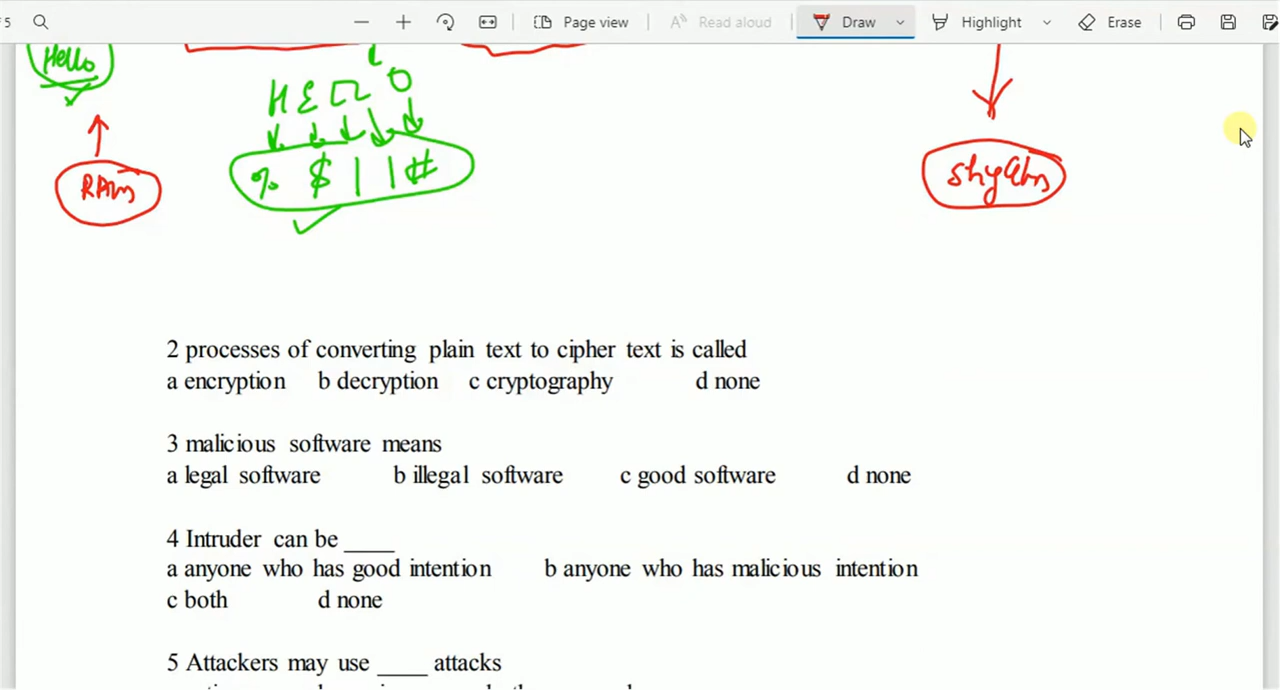 5
Page view
Read aloud
Draw
Highlight
Erase
Hello
H E L L O
% $ | | #
RAM
2 processes of converting plain text to cipher text is called
a encryption b decryption c cryptography d none
3 malicious software means
a legal software b illegal software c good software d none
4 Intruder can be ____
a anyone who has good intention b anyone who has malicious intention
c both d none
5 Attackers may use ____ attacks